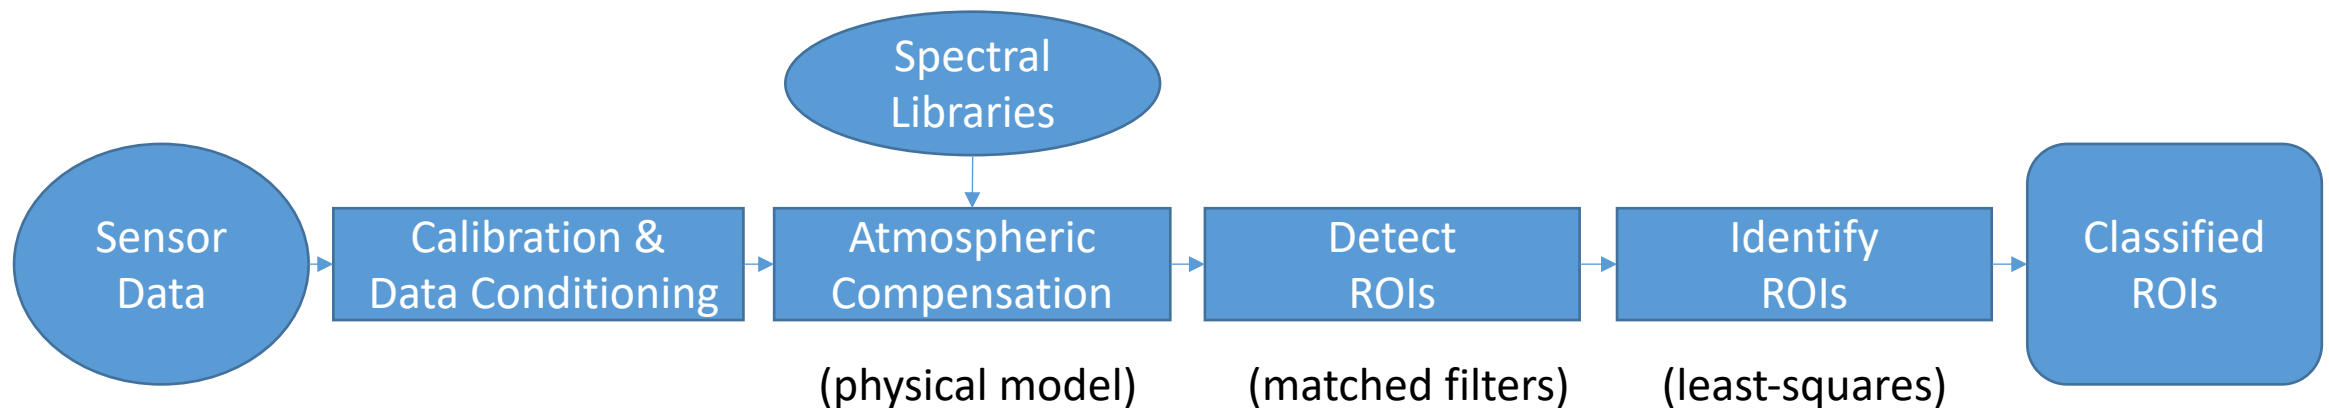 Spectral
Libraries
Sensor
Data
Calibration &
Data Conditioning
Atmospheric
Compensation
(physical model)
Detect
ROIs
(matched filters)
Identify
ROIs
(least-squares)
Classified
ROIs